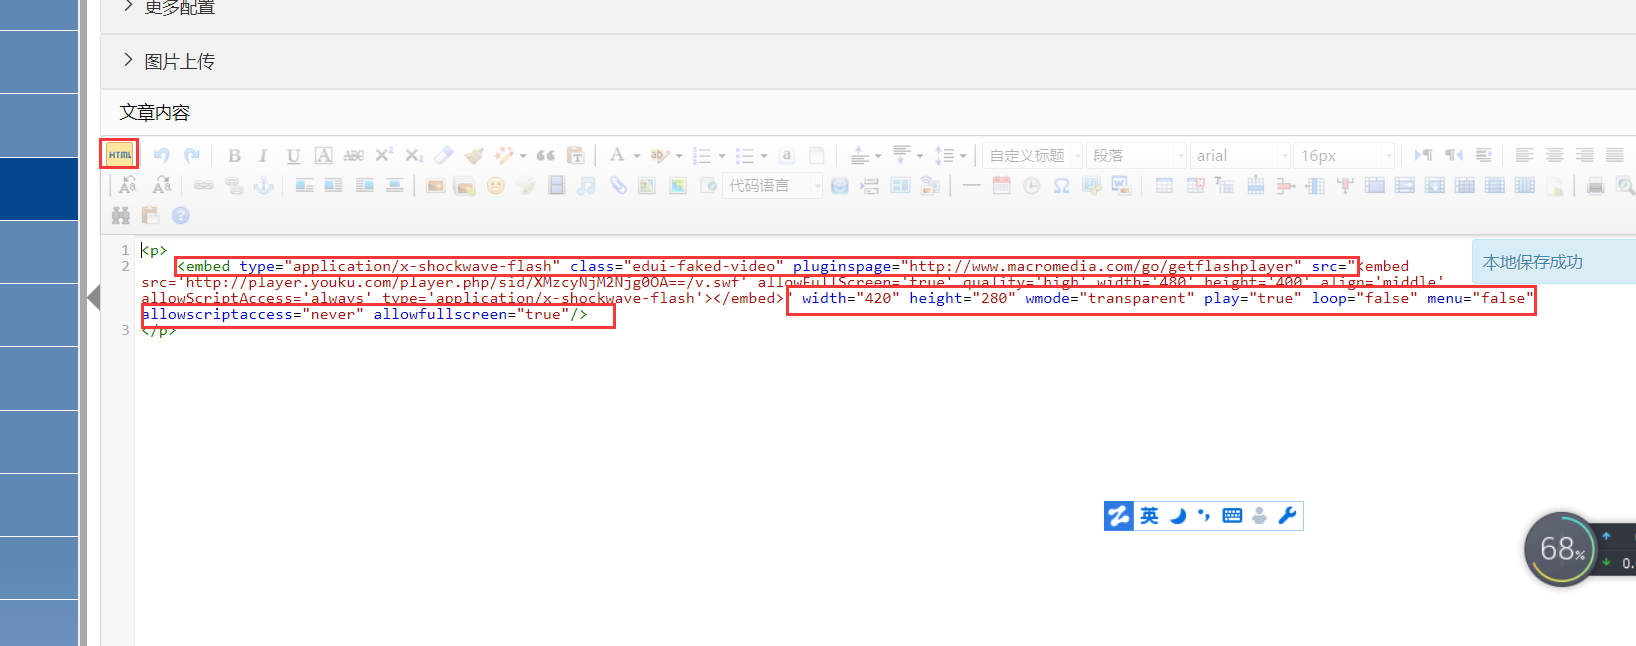 更多配置
图片上传
文章内容
HTML B I U A ABC X² X₂ A 自定义标题 段落 arial 16px
代码语言
1 <p>
2 <embed type="application/x-shockwave-flash" class="edui-faked-video" pluginspage="http://www.macromedia.com/go/getflashplayer" src="<embed
src='http://player.youku.com/player.php/sid/XMzcyNjM2Njg0OA==/v.swf' allowFullScreen='true' quality='high' width='480' height='400' align='middle'
allowScriptAccess='always' type='application/x-shockwave-flash'></embed>" width="420" height="280" wmode="transparent" play="true" loop="false" menu="false"
allowscriptaccess="never" allowfullscreen="true"/>
3 </p>
本地保存成功
英
68%
0.